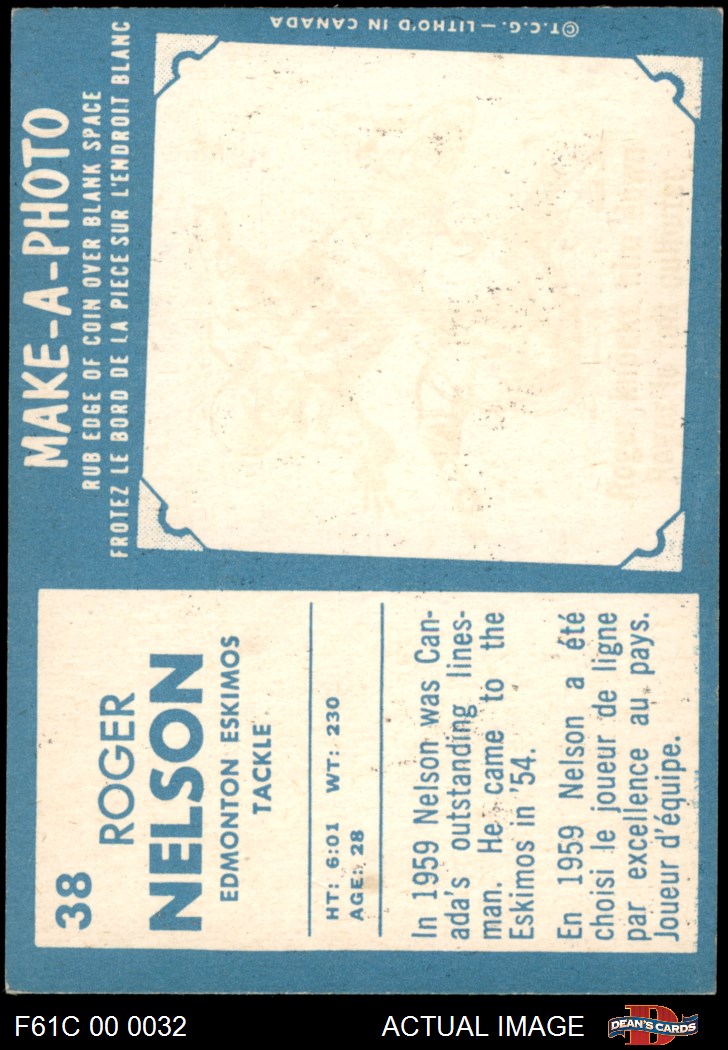 38
ROGER
NELSON
EDMONTON ESKIMOS
TACKLE
HT: 6:01 WT: 230
AGE: 28
In 1959 Nelson was Can-
ada's outstanding lines-
man. He came to the
Eskimos in '54.
En 1959 Nelson a été
choisi le joueur de ligne
par excellence au pays.
Joueur d'équipe.
MAKE-A-PHOTO
RUB EDGE OF COIN OVER BLANK SPACE
FROTEZ LE BORD DE LA PIECE SUR L'ENDROIT BLANC
©T.C.G. — LITHO'D IN CANADA
F61C 00 0032
ACTUAL IMAGE
DEAN'S CARDS